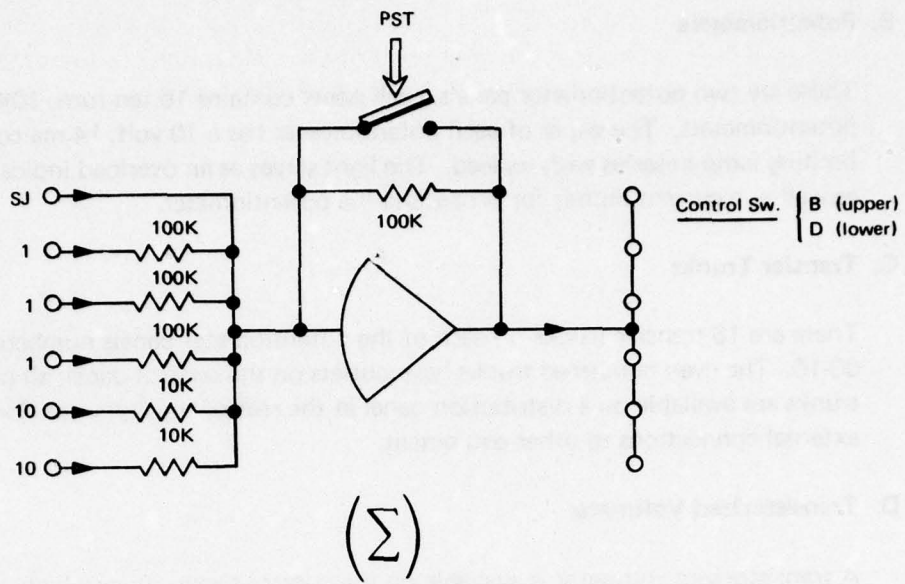 PST
SJ
100K
100K
1
100K
1
100K
1
10K
10
10K
10
Control Sw. { B (upper)
D (lower)
(∑)